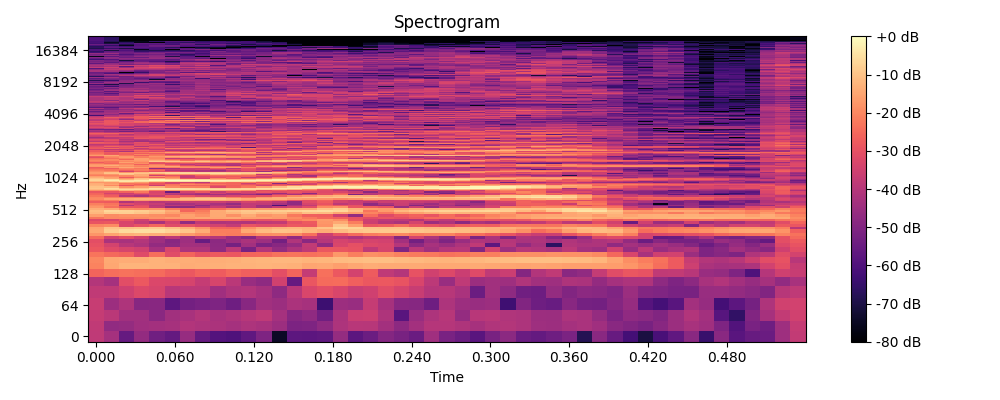 Spectrogram
Hz
16384
8192
4096
2048
1024
512
256
128
64
0
0.000 0.060 0.120 0.180 0.240 0.300 0.360 0.420 0.480
Time
+0 dB
-10 dB
-20 dB
-30 dB
-40 dB
-50 dB
-60 dB
-70 dB
-80 dB